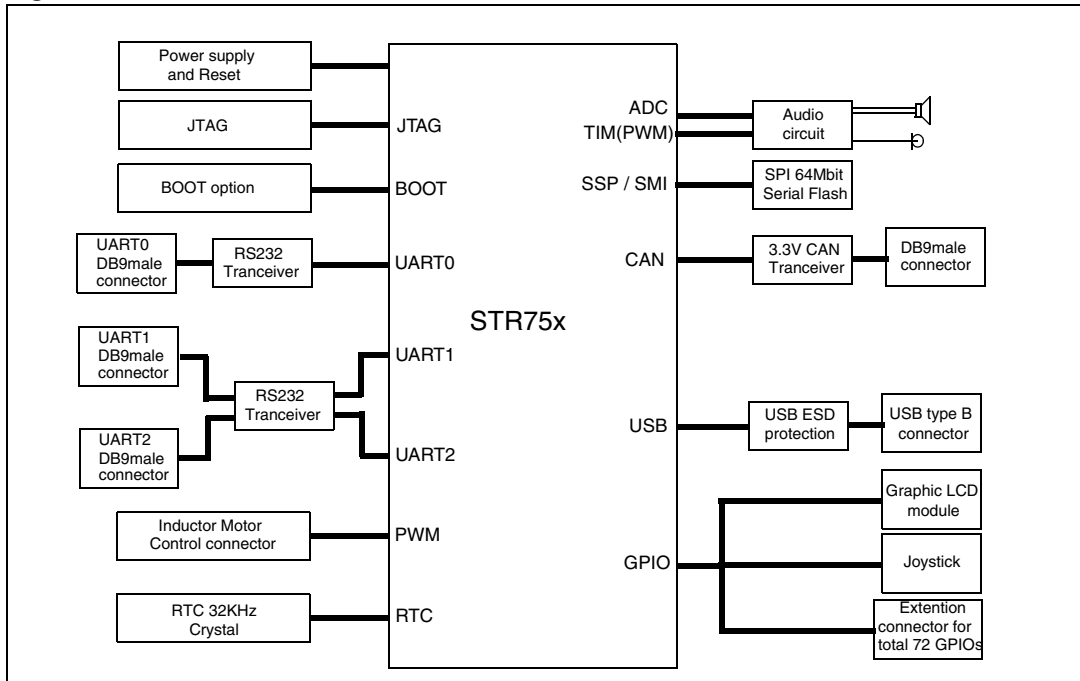 Power supply
and Reset
JTAG
JTAG
BOOT option
BOOT
UART0
DB9male
connector
RS232
Tranceiver
UART0
STR75x
UART1
DB9male
connector
UART1
RS232
Tranceiver
UART2
DB9male
connector
UART2
Inductor Motor
Control connector
PWM
RTC 32KHz
Crystal
RTC
ADC
TIM(PWM)
Audio
circuit
SSP / SMI
SPI 64Mbit
Serial Flash
CAN
3.3V CAN
Tranceiver
DB9male
connector
USB
USB ESD
protection
USB type B
connector
GPIO
Graphic LCD
module
Joystick
Extention
connector for
total 72 GPIOs